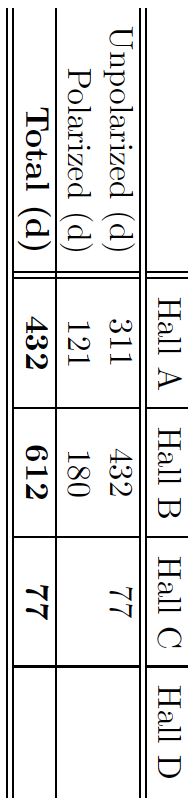 Hall A Hall B Hall C Hall D
Unpolarized (d) 311 432 77
Polarized (d) 121 180
Total (d) 432 612 77